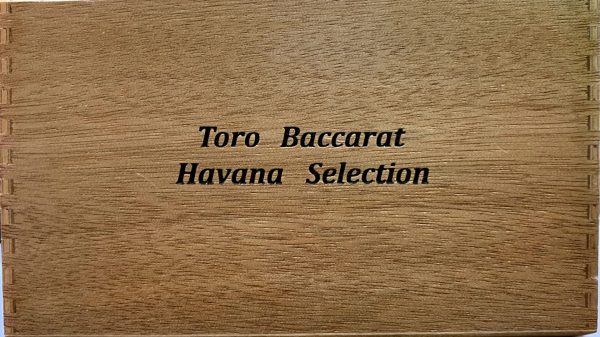 Toro Baccarat
Havana Selection